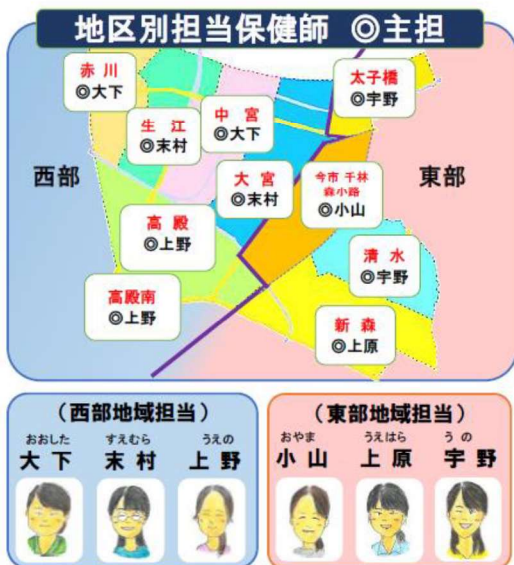 地区別担当保健師 ◎主担
赤川
◎大下
太子橋
◎宇野
生江
◎末村
中宮
◎大下
西部
大宮
◎末村
今市 千林
森小路
◎小山
東部
高殿
◎上野
清水
◎宇野
高殿南
◎上野
新森
◎上原
（西部地域担当）
おおした すえむら うえの
大下 末村 上野
（東部地域担当）
おやま うえはら うの
小山 上原 宇野